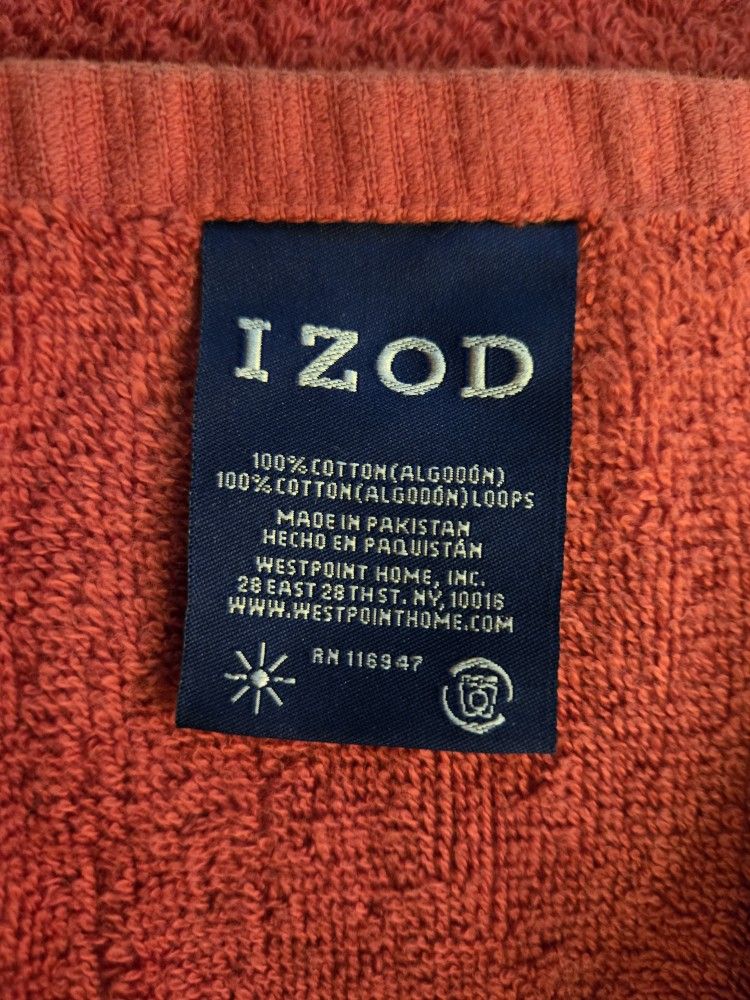 IZOD
100% COTTON (ALGODÓN)
100% COTTON (ALGODÓN) LOOPS
MADE IN PAKISTAN
HECHO EN PAQUISTÁN
WESTPOINT HOME, INC.
28 EAST 28TH ST. NY, 10016
WWW.WESTPOINTHOME.COM
RN 116947